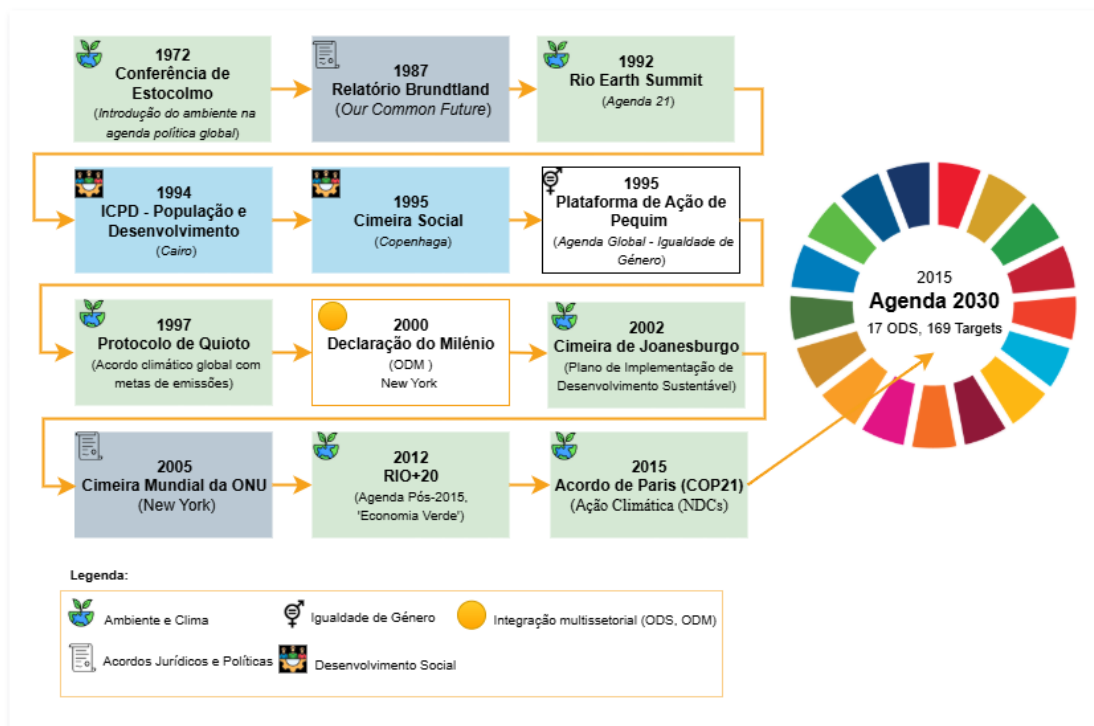 1972
Conferência de
Estocolmo
(Introdução do ambiente na
agenda política global)
1987
Relatório Brundtland
(Our Common Future)
1992
Rio Earth Summit
(Agenda 21)
1994
ICPD - População e
Desenvolvimento
(Cairo)
1995
Cimeira Social
(Copenhaga)
1995
Plataforma de Ação de
Pequim
(Agenda Global - Igualdade de
Género)
1997
Protocolo de Quioto
(Acordo climático global com
metas de emissões)
2000
Declaração do Milénio
(ODM )
New York
2002
Cimeira de Joanesburgo
(Plano de Implementação de
Desenvolvimento Sustentável)
2005
Cimeira Mundial da ONU
(New York)
2012
RIO+20
(Agenda Pós-2015,
'Economia Verde')
2015
Acordo de Paris (COP21)
(Ação Climática (NDCs)
2015
Agenda 2030
17 ODS, 169 Targets
Legenda:
Ambiente e Clima
Igualdade de Género
Integração multissetorial (ODS, ODM)
Acordos Jurídicos e Políticas
Desenvolvimento Social